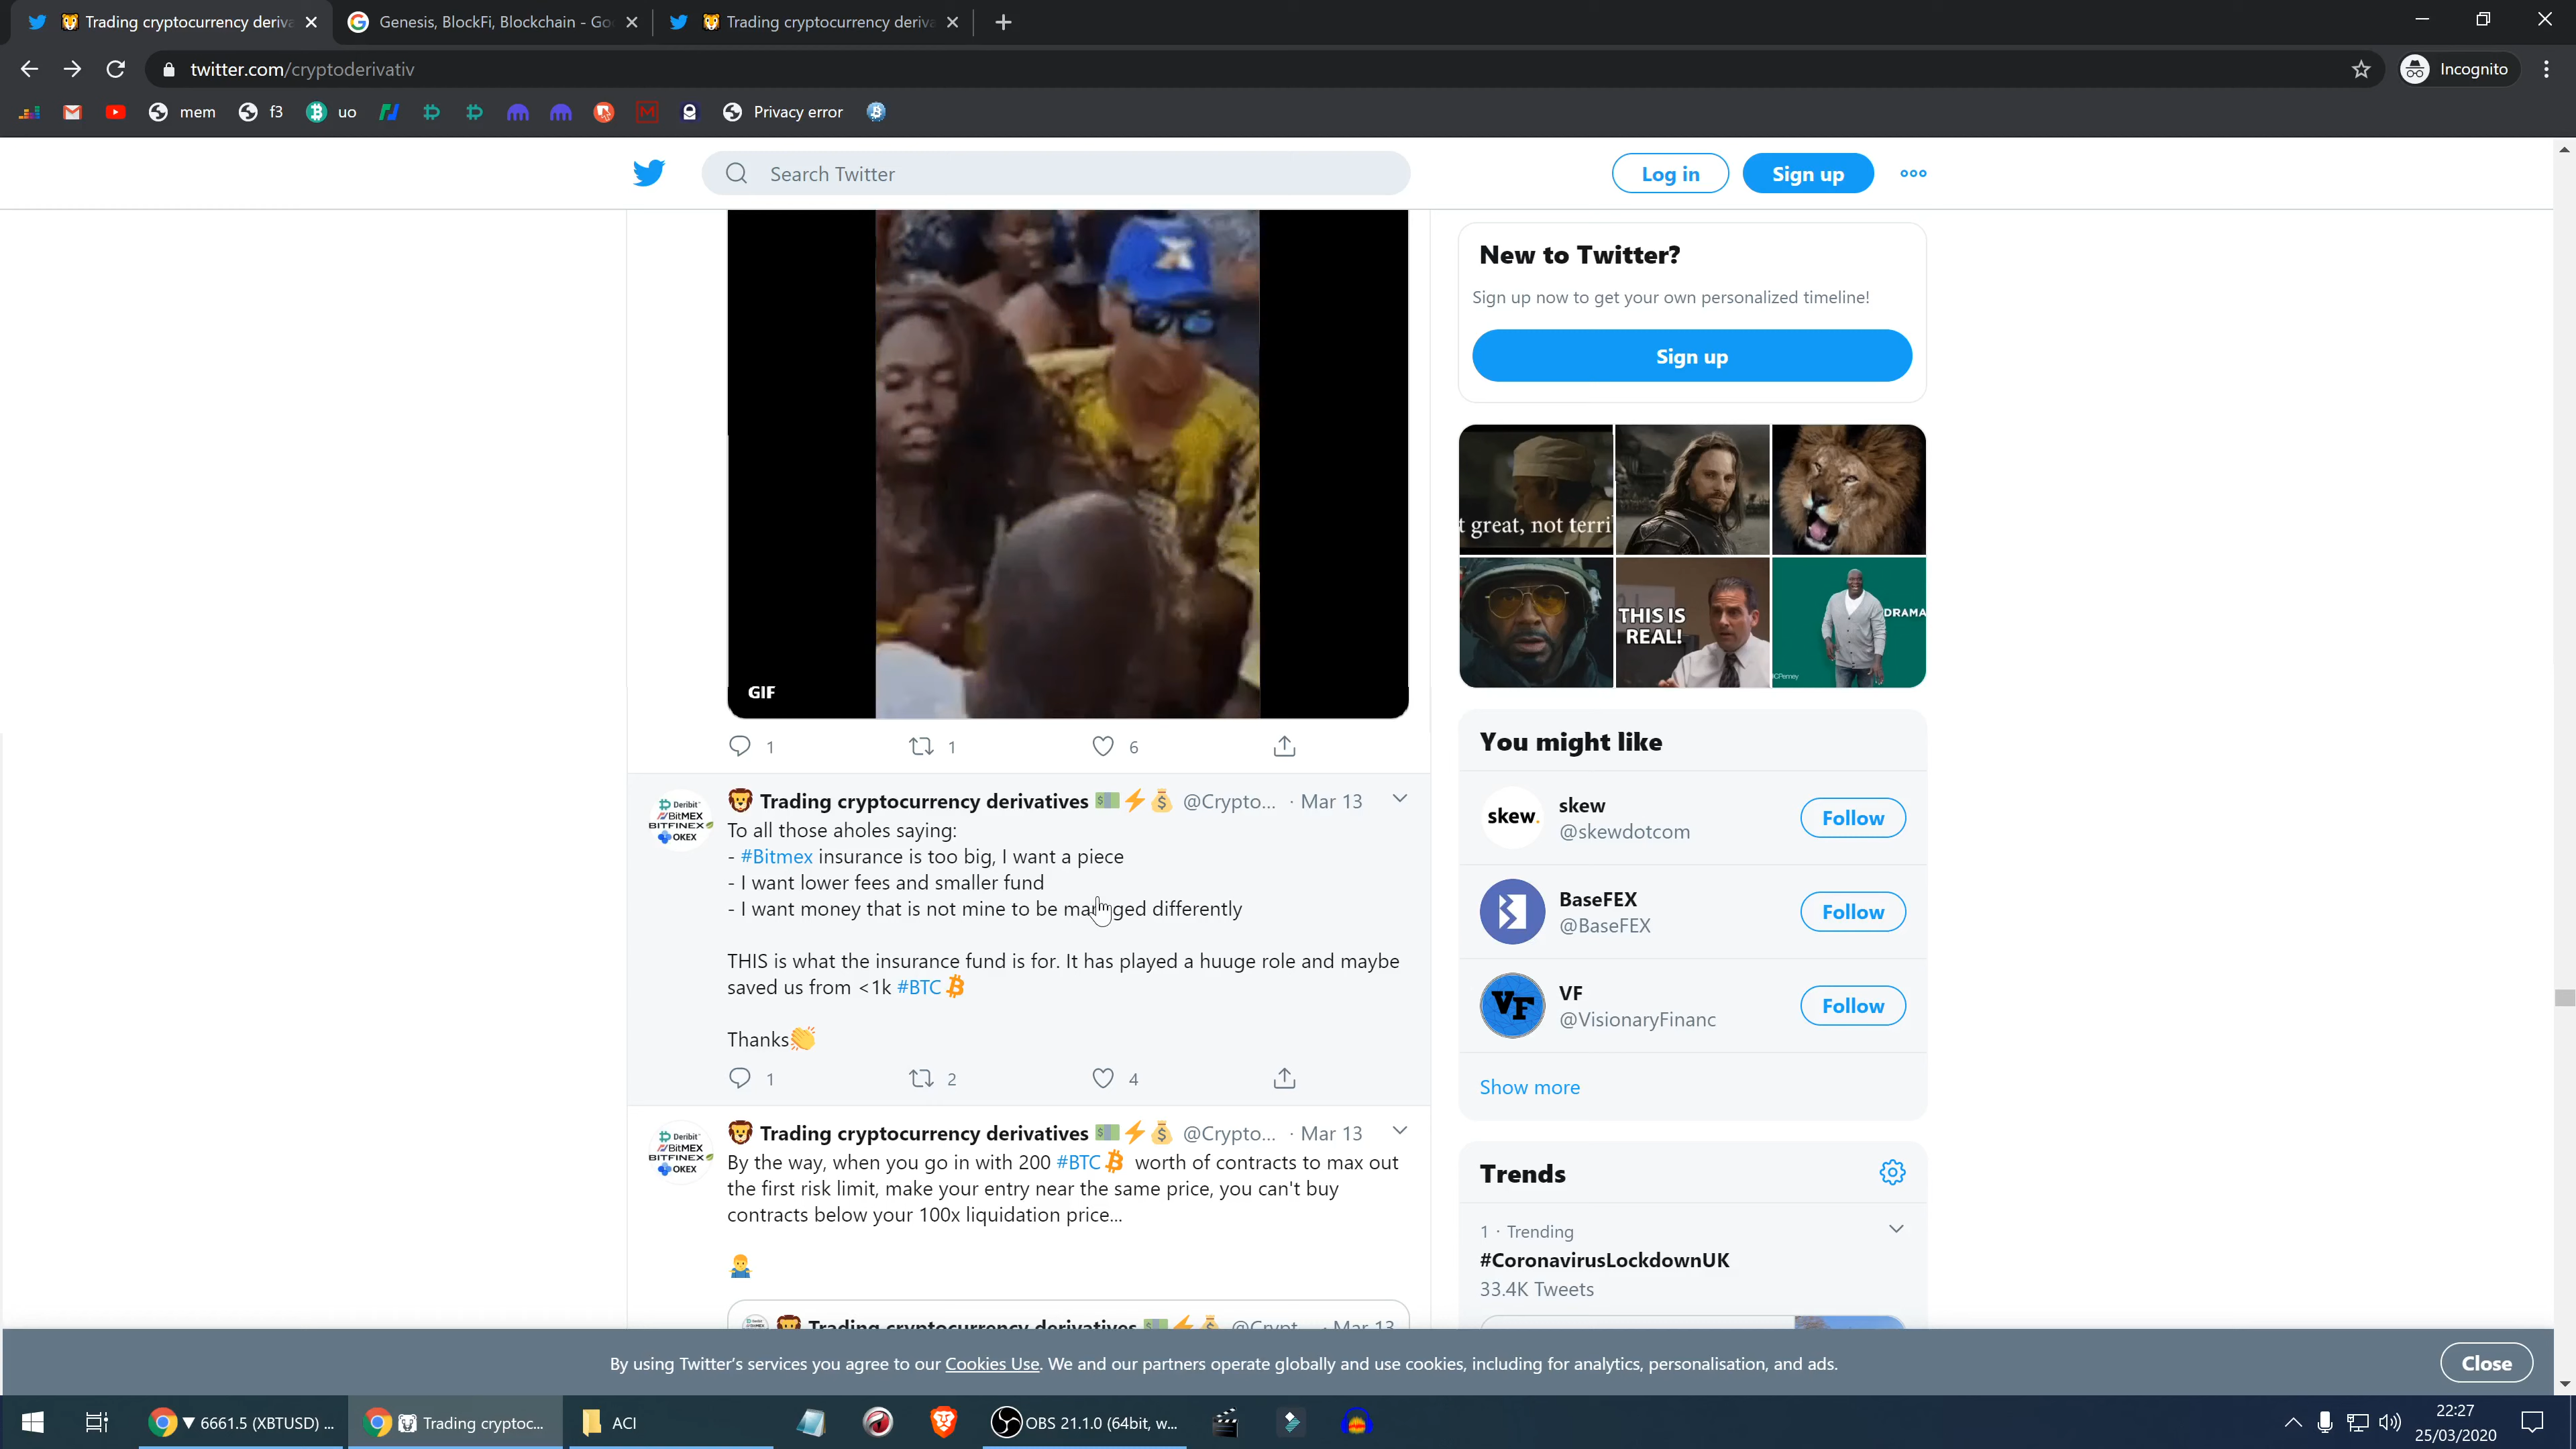 Trading cryptocurrency deriva
Genesis, BlockFi, Blockchain - Go
Trading cryptocurrency deriva
twitter.com/cryptoderivativ
Incognito
mem
f3
uo
Privacy error
Search Twitter
Log in
Sign up
New to Twitter?
Sign up now to get your own personalized timeline!
Sign up
t great, not terri
THIS IS
REAL!
DRAMA
JCPenney
GIF
1
1
6
Deribit
BitMEX
BITFINEX
OKEX
Trading cryptocurrency derivatives @Crypto... · Mar 13
To all those aholes saying:
- #Bitmex insurance is too big, I want a piece
- I want lower fees and smaller fund
- I want money that is not mine to be managed differently
THIS is what the insurance fund is for. It has played a huuge role and maybe
saved us from <1k #BTC
Thanks
1
2
4
Deribit
BitMEX
BITFINEX
OKEX
Trading cryptocurrency derivatives @Crypto... · Mar 13
By the way, when you go in with 200 #BTC worth of contracts to max out
the first risk limit, make your entry near the same price, you can't buy
contracts below your 100x liquidation price...
Trading cryptocurrency derivatives @Crypt... · Mar 13
You might like
skew.
skew
@skewdotcom
Follow
BaseFEX
@BaseFEX
Follow
VF
VF
@VisionaryFinanc
Follow
Show more
Trends
1 · Trending
#CoronavirusLockdownUK
33.4K Tweets
By using Twitter's services you agree to our Cookies Use. We and our partners operate globally and use cookies, including for analytics, personalisation, and ads.
Close
▼ 6661.5 (XBTUSD) ...
Trading cryptoc...
ACI
OBS 21.1.0 (64bit, w...
22:27
25/03/2020